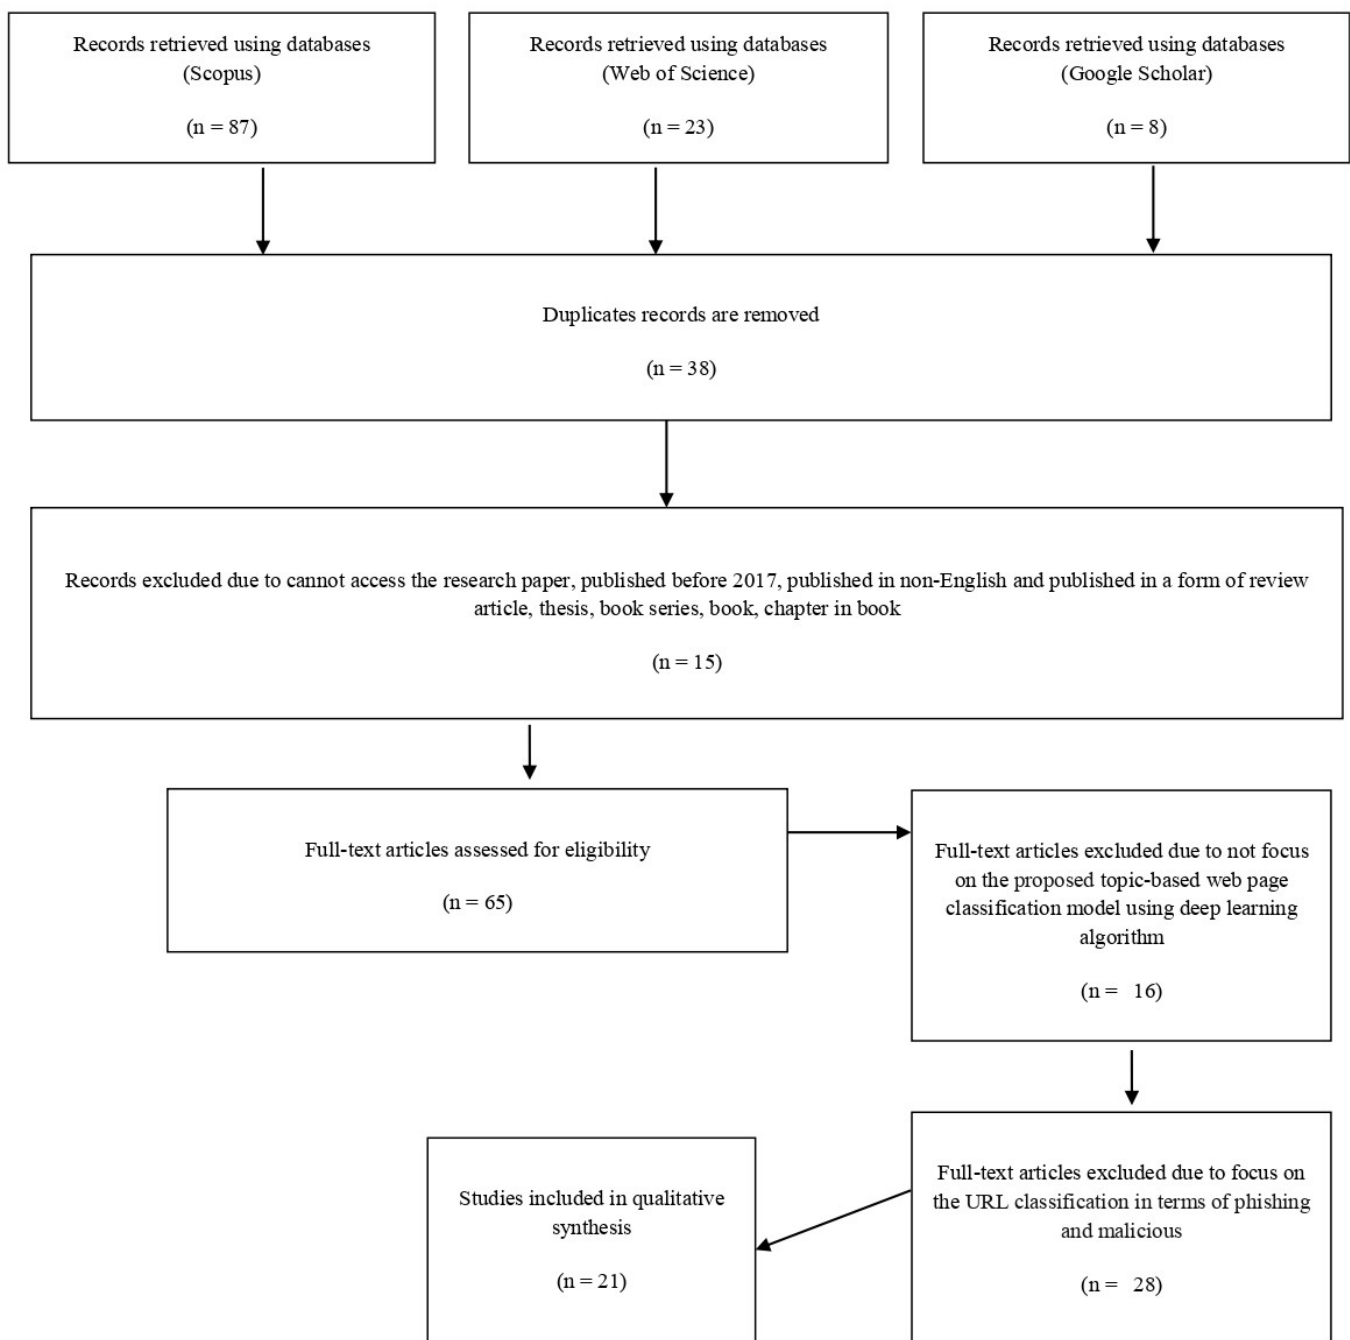 Records retrieved using databases
(Scopus)
(n = 87)
Records retrieved using databases
(Web of Science)
(n = 23)
Records retrieved using databases
(Google Scholar)
(n = 8)
Duplicates records are removed
(n = 38)
Records excluded due to cannot access the research paper, published before 2017, published in non-English and published in a form of review
article, thesis, book series, book, chapter in book
(n = 15)
Full-text articles assessed for eligibility
(n = 65)
Full-text articles excluded due to not focus
on the proposed topic-based web page
classification model using deep learning
algorithm
(n = 16)
Full-text articles excluded due to focus on
the URL classification in terms of phishing
and malicious
(n = 28)
Studies included in qualitative
synthesis
(n = 21)